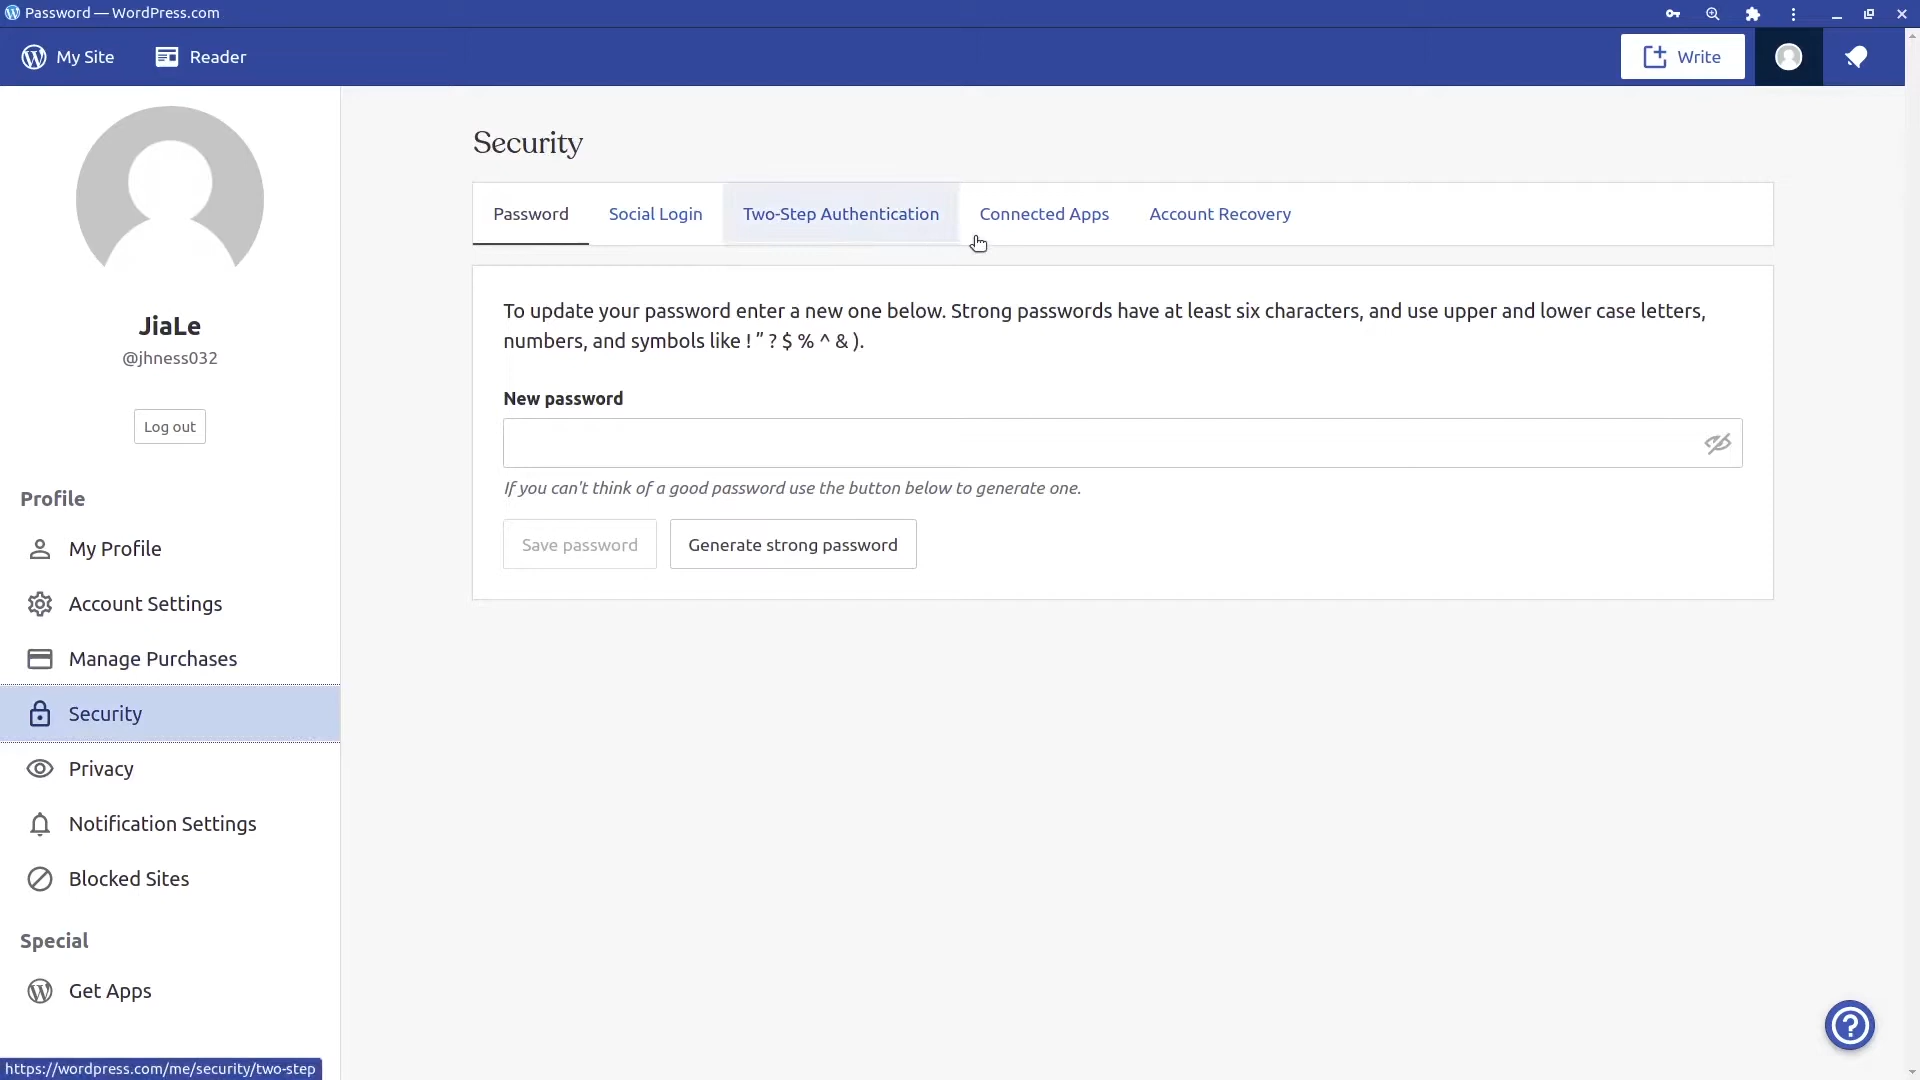 Password — WordPress.com
My Site
Reader
Write
Security
Password
Social Login
Two-Step Authentication
Connected Apps
Account Recovery
To update your password enter a new one below. Strong passwords have at least six characters, and use upper and lower case letters,
numbers, and symbols like ! ” ? $ % ^ & ).
New password
If you can't think of a good password use the button below to generate one.
Save password
Generate strong password
JiaLe
@jhness032
Log out
Profile
My Profile
Account Settings
Manage Purchases
Security
Privacy
Notification Settings
Blocked Sites
Special
Get Apps
https://wordpress.com/me/security/two-step